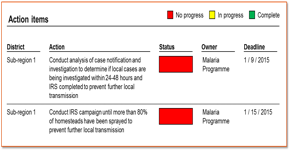 No progress In progress Complete
Action items
District Action Status Owner Deadline
Sub-region 1 Conduct analysis of case notification and Malaria 1 / 9 / 2015
investigation to determine if local cases are Programme
being investigated within 24-48 hours and
IRS completed to prevent further local
transmission
Sub-region 1 Conduct IRS campaign until more than 80% Malaria 1 / 15 / 2015
of homesteads have been sprayed to Programme
prevent further local transmission